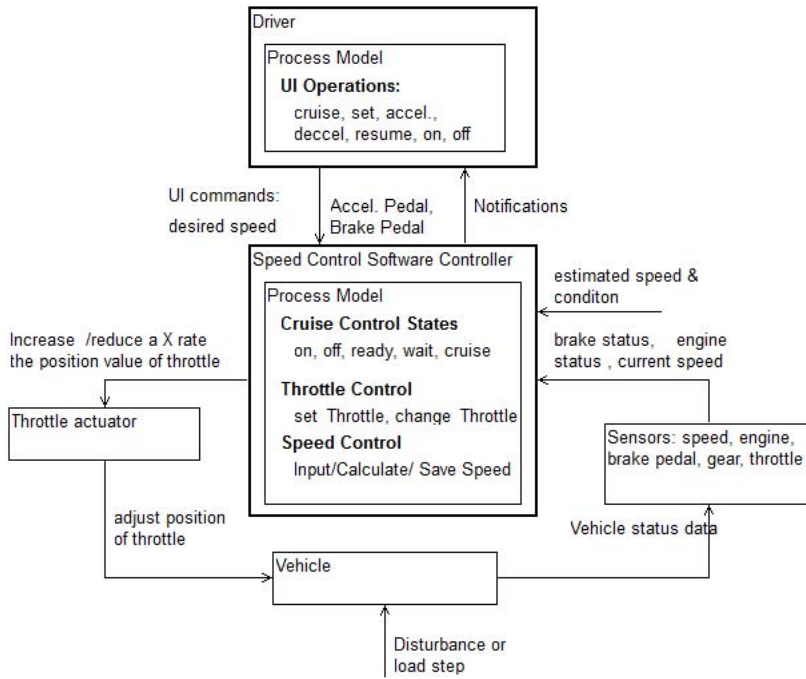 Driver
Process Model
UI Operations:
cruise, set, accel.,
deccel, resume, on, off
UI commands:
desired speed
Accel. Pedal,
Brake Pedal
Notifications
Speed Control Software Controller
Process Model
Cruise Control States
on, off, ready, wait, cruise
Throttle Control
set Throttle, change Throttle
Speed Control
Input/Calculate/ Save Speed
estimated speed &
conditon
brake status, engine
status , current speed
Increase /reduce a X rate
the position value of throttle
Throttle actuator
Sensors: speed, engine,
brake pedal, gear, throttle
adjust position
of throttle
Vehicle status data
Vehicle
Disturbance or
load step